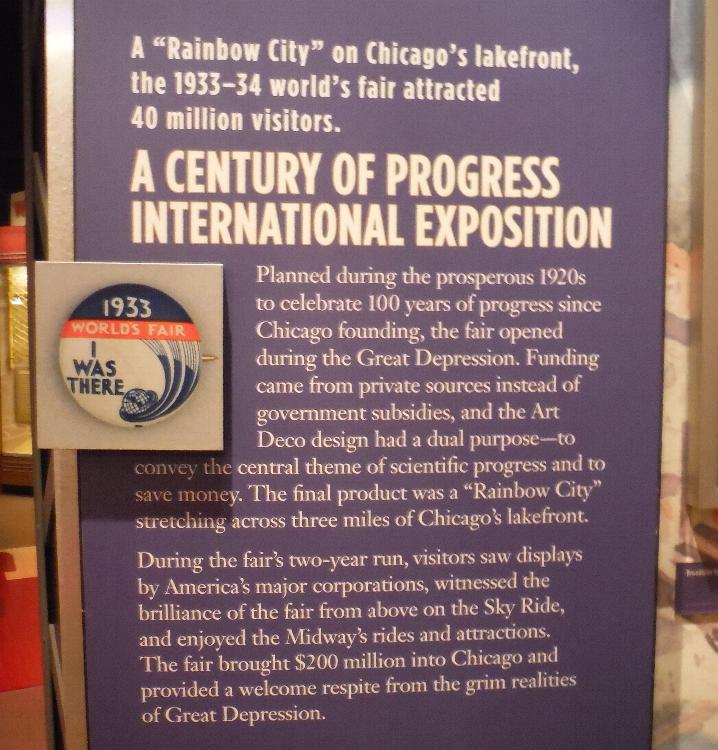 A “Rainbow City” on Chicago’s lakefront,
the 1933–34 world’s fair attracted
40 million visitors.
A CENTURY OF PROGRESS
INTERNATIONAL EXPOSITION
1933
WORLD'S FAIR
I
WAS
THERE
Planned during the prosperous 1920s
to celebrate 100 years of progress since
Chicago founding, the fair opened
during the Great Depression. Funding
came from private sources instead of
government subsidies, and the Art
Deco design had a dual purpose—to
convey the central theme of scientific progress and to
save money. The final product was a “Rainbow City”
stretching across three miles of Chicago’s lakefront.
During the fair’s two-year run, visitors saw displays
by America’s major corporations, witnessed the
brilliance of the fair from above on the Sky Ride,
and enjoyed the Midway’s rides and attractions.
The fair brought $200 million into Chicago and
provided a welcome respite from the grim realities
of Great Depression.